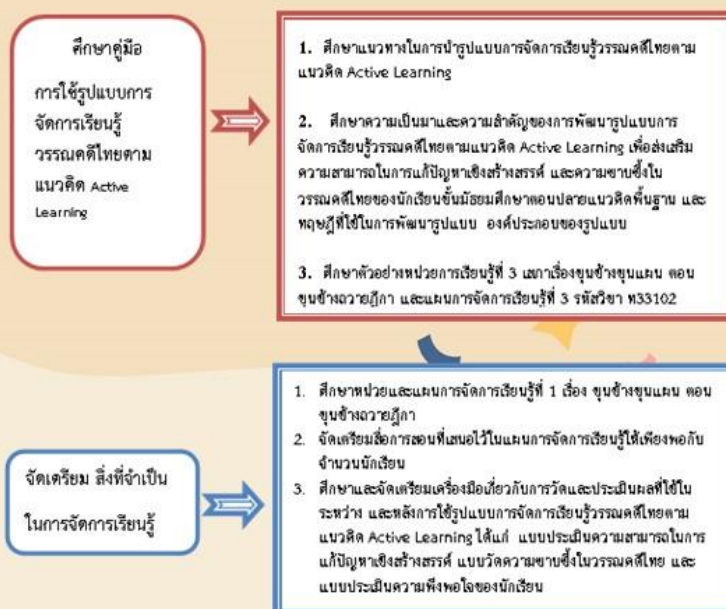 ศึกษาคู่มือ
การใช้รูปแบบการ
จัดการเรียนรู้
วรรณคดีไทยตาม
แนวคิด Active
Learning
1. ศึกษาแนวทางในการนำรูปแบบการจัดการเรียนรู้วรรณคดีไทยตาม
แนวคิด Active Learning
2. ศึกษาความเป็นมาและความสำคัญของการพัฒนารูปแบบการ
จัดการเรียนรู้วรรณคดีไทยตามแนวคิด Active Learning เพื่อส่งเสริม
ความสามารถในการแก้ปัญหาเชิงสร้างสรรค์ และความซาบซึ้งใน
วรรณคดีไทยของนักเรียนชั้นมัธยมศึกษาตอนปลายแนวคิดพื้นฐาน และ
ทฤษฎีที่ใช้ในการพัฒนารูปแบบ องค์ประกอบของรูปแบบ
3. ศึกษาตัวอย่างหน่วยการเรียนรู้ที่ 3 เสภาเรื่องขุนช้างขุนแผน ตอน
ขุนช้างถวายฎีกา และแผนการจัดการเรียนรู้ที่ 3 รหัสวิชา ท33102
จัดเตรียม สิ่งที่จำเป็น
ในการจัดการเรียนรู้
1. ศึกษาหน่วยและแผนการจัดการเรียนรู้ที่ 1 เรื่อง ขุนช้างขุนแผน ตอน
ขุนช้างถวายฎีกา
2. จัดเตรียมสื่อการสอนที่เสนอไว้ในแผนการจัดการเรียนรู้ให้เพียงพอกับ
จำนวนนักเรียน
3. ศึกษาและจัดเตรียมเครื่องมือเกี่ยวกับการวัดและประเมินผลที่ใช้ใน
ระหว่าง และหลังการใช้รูปแบบการจัดการเรียนรู้วรรณคดีไทยตาม
แนวคิด Active Learning ได้แก่ แบบประเมินความสามารถในการ
แก้ปัญหาเชิงสร้างสรรค์ แบบวัดความซาบซึ้งในวรรณคดีไทย และ
แบบประเมินความพึงพอใจของนักเรียน